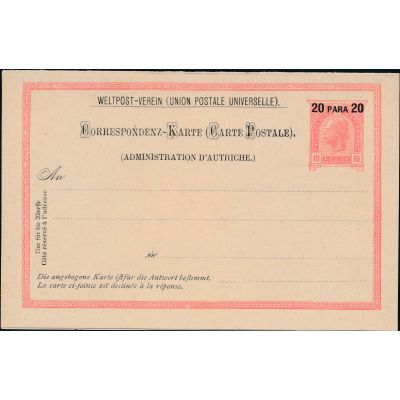 WELTPOST-VEREIN (UNION POSTALE UNIVERSELLE).
20 PARA 20
CORRESPONDENZ-KARTE (CARTE POSTALE).
(ADMINISTRATION D'AUTRICHE.)
10 10
An
Nur für die Adresse
Côté réservé à l'adresse
in
Die angebogene Karte ist für die Antwort bestimmt.
La carte ci-jointe est destinée à la réponse.